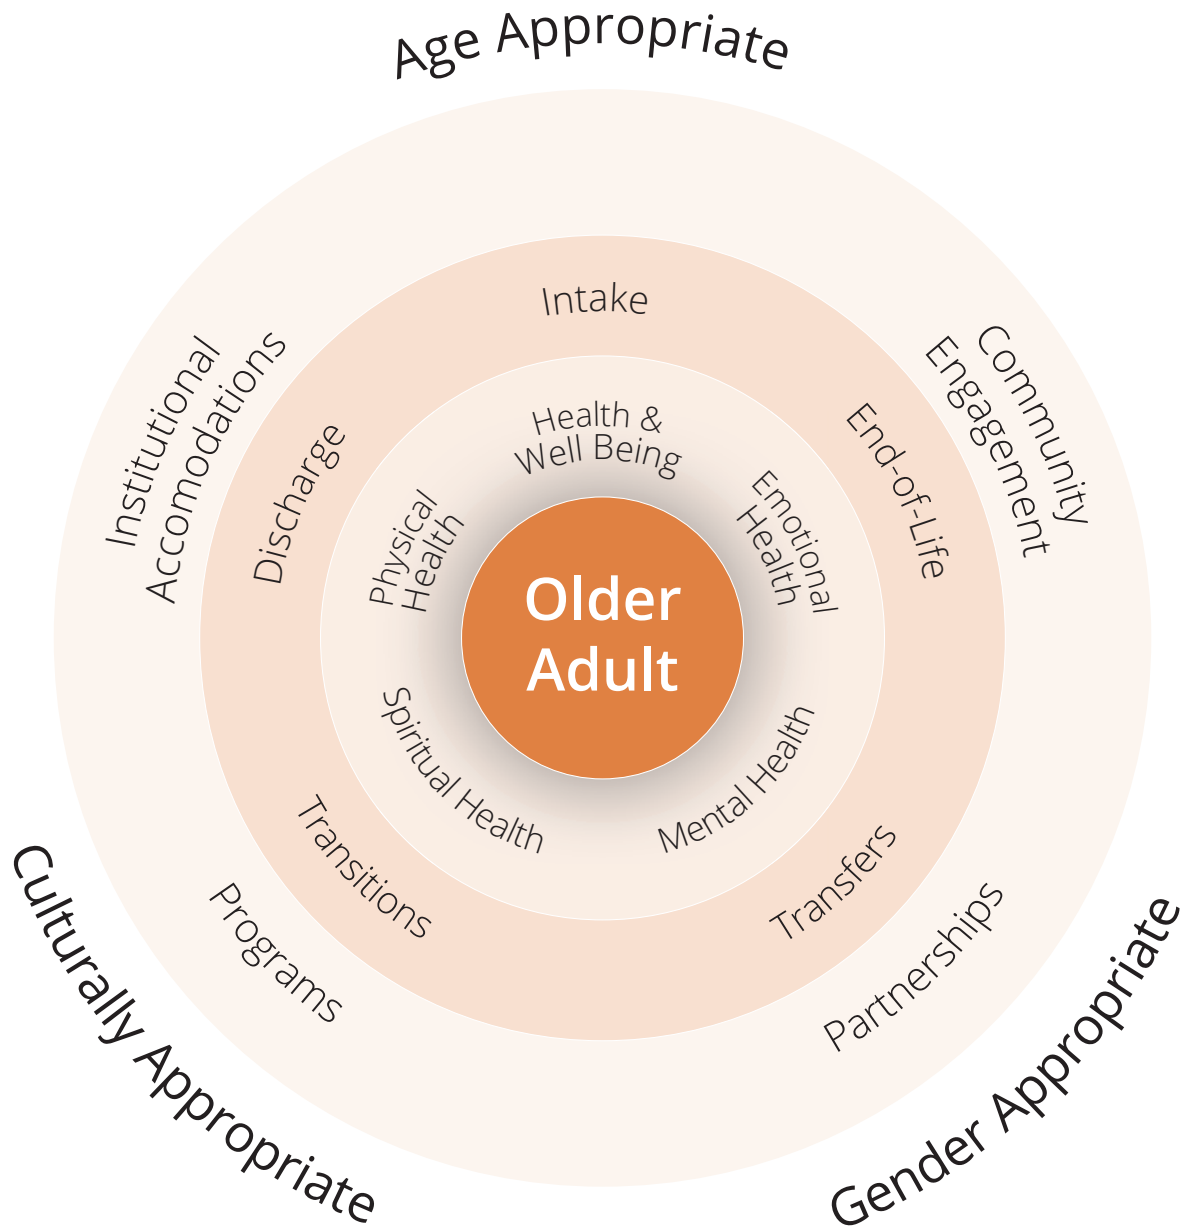 Age Appropriate
Intake
Institutional
Accomodations
Community
Engagement
Discharge
End-of-Life
Health &
Well Being
Physical
Health
Emotional
Health
Older
Adult
Spiritual Health
Mental Health
Transitions
Transfers
Programs
Partnerships
Culturally Appropriate
Gender Appropriate